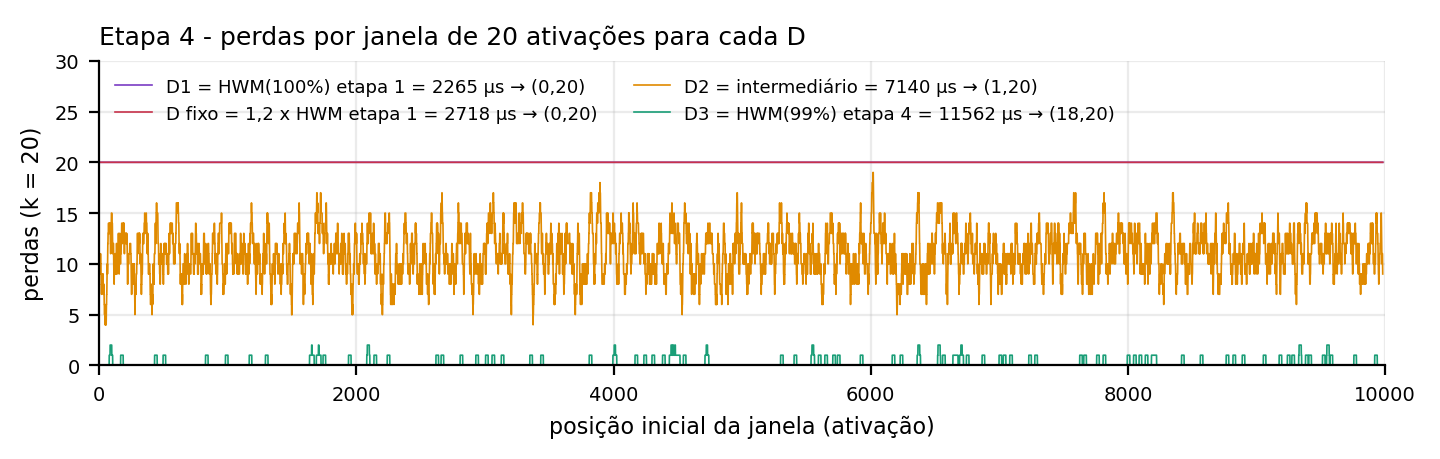 Etapa 4 - perdas por janela de 20 ativações para cada D
D1 = HWM(100%) etapa 1 = 2265 µs → (0,20)
D fixo = 1,2 x HWM etapa 1 = 2718 µs → (0,20)
D2 = intermediário = 7140 µs → (1,20)
D3 = HWM(99%) etapa 4 = 11562 µs → (18,20)
perdas (k = 20)
30
25
20
15
10
5
0
0 2000 4000 6000 8000 10000
posição inicial da janela (ativação)